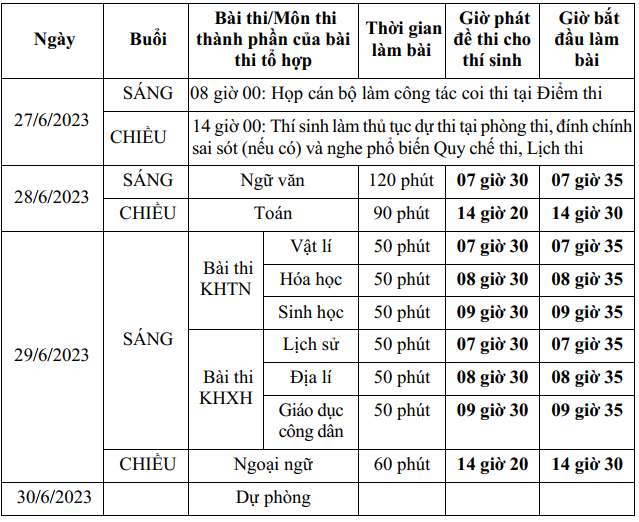 Ngày Buổi Bài thi/Môn thi thành phần của bài thi tổ hợp Thời gian làm bài Giờ phát đề thi cho thí sinh Giờ bắt đầu làm bài
27/6/2023 SÁNG 08 giờ 00: Họp cán bộ làm công tác coi thi tại Điểm thi
CHIỀU 14 giờ 00: Thí sinh làm thủ tục dự thi tại phòng thi, đính chính
sai sót (nếu có) và nghe phổ biến Quy chế thi, Lịch thi
28/6/2023 SÁNG Ngữ văn 120 phút 07 giờ 30 07 giờ 35
CHIỀU Toán 90 phút 14 giờ 20 14 giờ 30
29/6/2023 SÁNG Bài thi KHTN Vật lí 50 phút 07 giờ 30 07 giờ 35
Hóa học 50 phút 08 giờ 30 08 giờ 35
Sinh học 50 phút 09 giờ 30 09 giờ 35
Bài thi KHXH Lịch sử 50 phút 07 giờ 30 07 giờ 35
Địa lí 50 phút 08 giờ 30 08 giờ 35
Giáo dục công dân 50 phút 09 giờ 30 09 giờ 35
CHIỀU Ngoại ngữ 60 phút 14 giờ 20 14 giờ 30
30/6/2023 Dự phòng